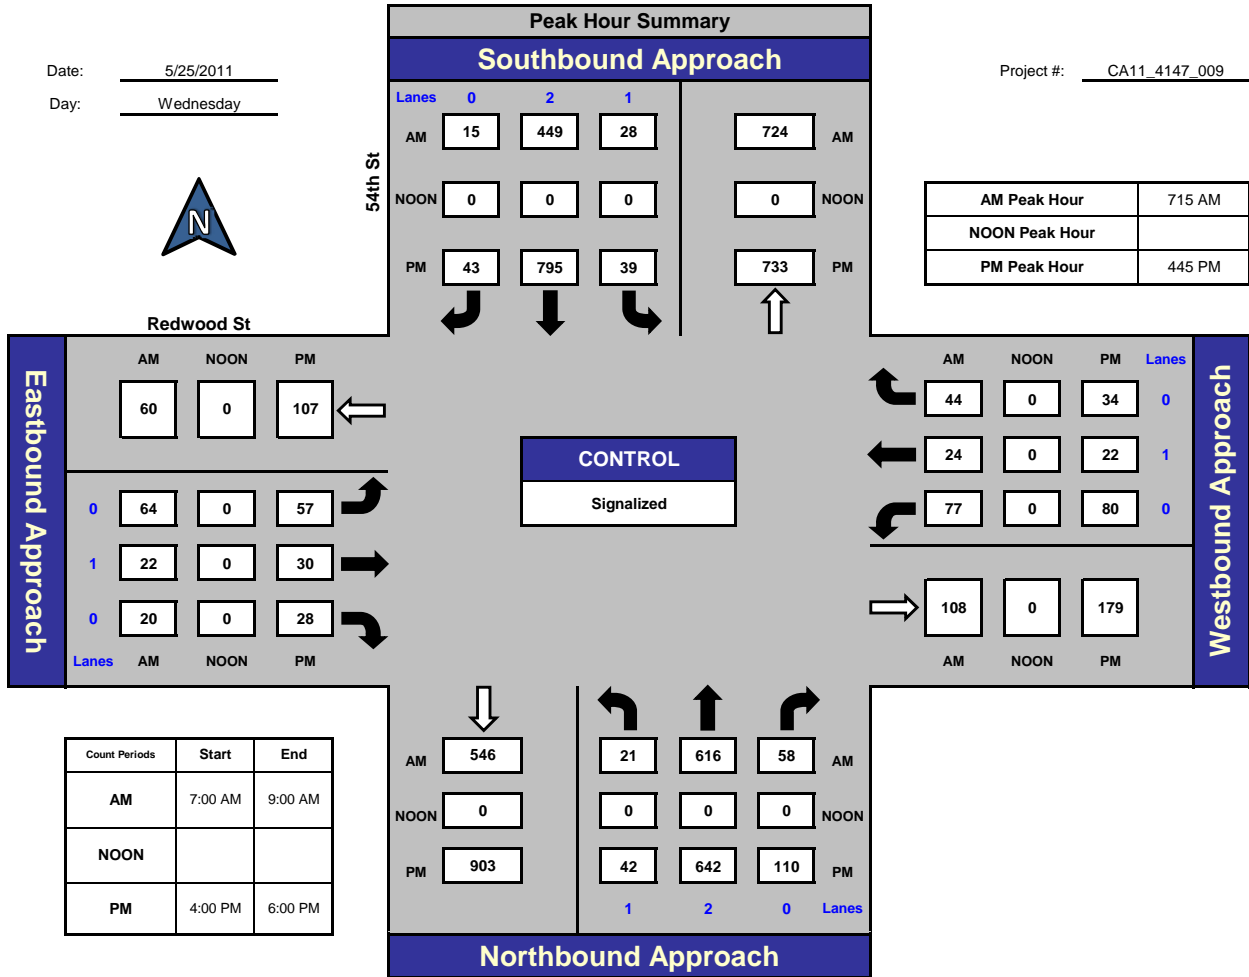 Peak Hour Summary
Southbound Approach
Date: 5/25/2011
Project #: CA11_4147_009
Day: Wednesday
Lanes 0 2 1
AM 15 449 28 724 AM
54th St
NOON 0 0 0 0 NOON
N
AM Peak Hour 715 AM
NOON Peak Hour
PM Peak Hour 445 PM
PM 43 795 39 733 PM
Redwood St
Eastbound Approach
AM NOON PM
60 0 107
0 64 0 57
1 22 0 30
0 20 0 28
Lanes AM NOON PM
CONTROL
Signalized
AM NOON PM Lanes
44 0 34 0
24 0 22 1
77 0 80 0
108 0 179
AM NOON PM
Westbound Approach
Count Periods Start End
AM 7:00 AM 9:00 AM
NOON
PM 4:00 PM 6:00 PM
AM 546 21 616 58 AM
NOON 0 0 0 0 NOON
PM 903 42 642 110 PM
1 2 0 Lanes
Northbound Approach